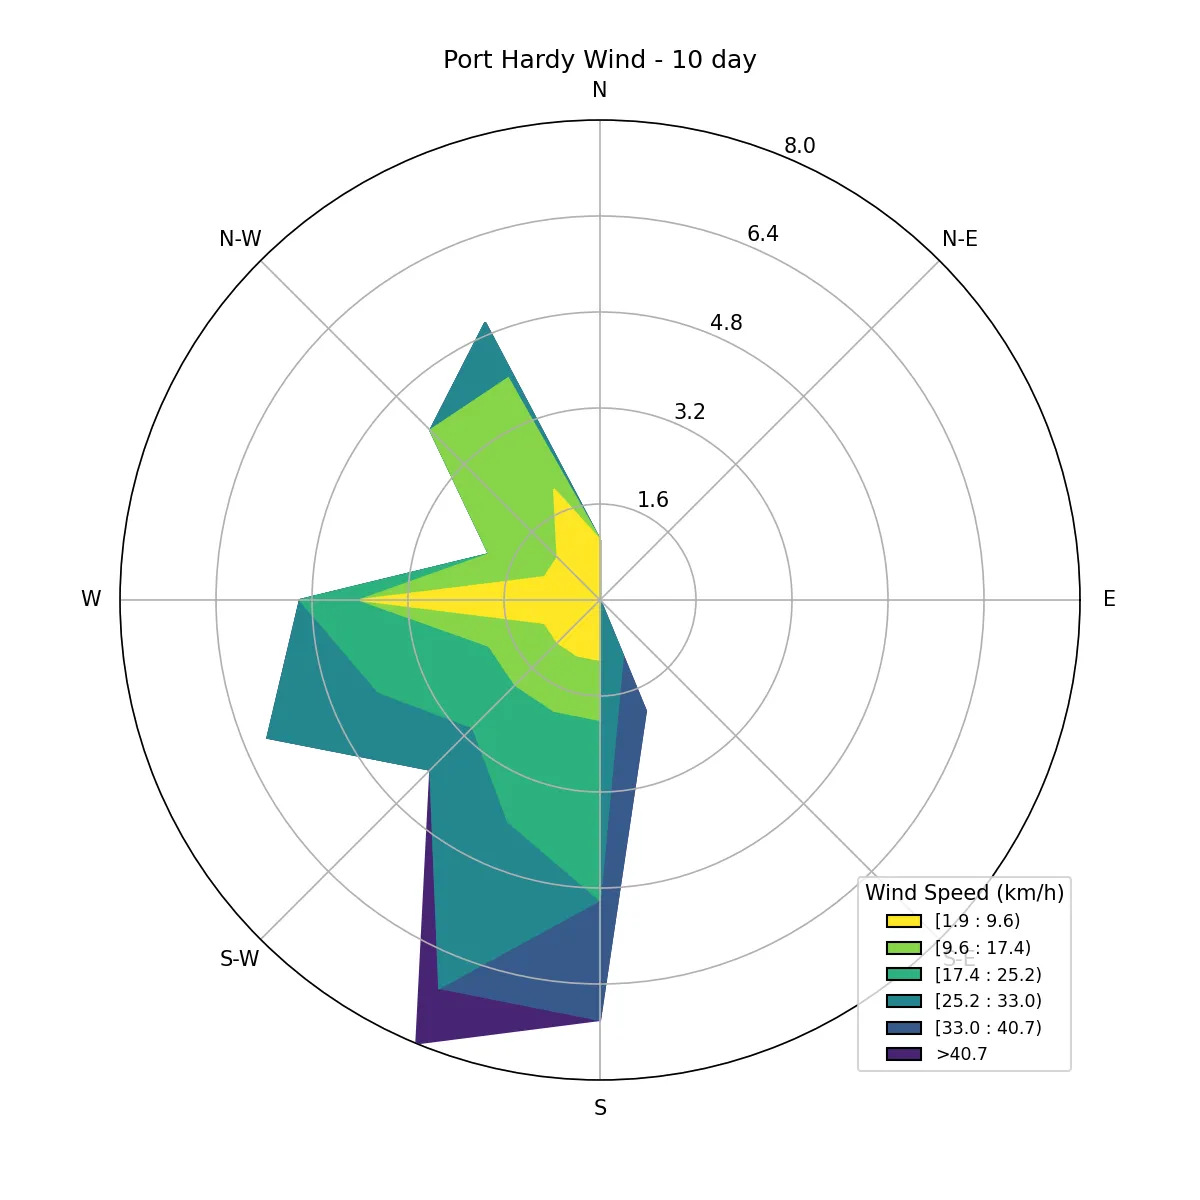 Port Hardy Wind - 10 day
N
8.0
N-W
N-E
6.4
4.8
3.2
1.6
W
E
Wind Speed (km/h)
[1.9 : 9.6)
[9.6 : 17.4)
[17.4 : 25.2)
[25.2 : 33.0)
[33.0 : 40.7)
>40.7
S-W
S-E
S